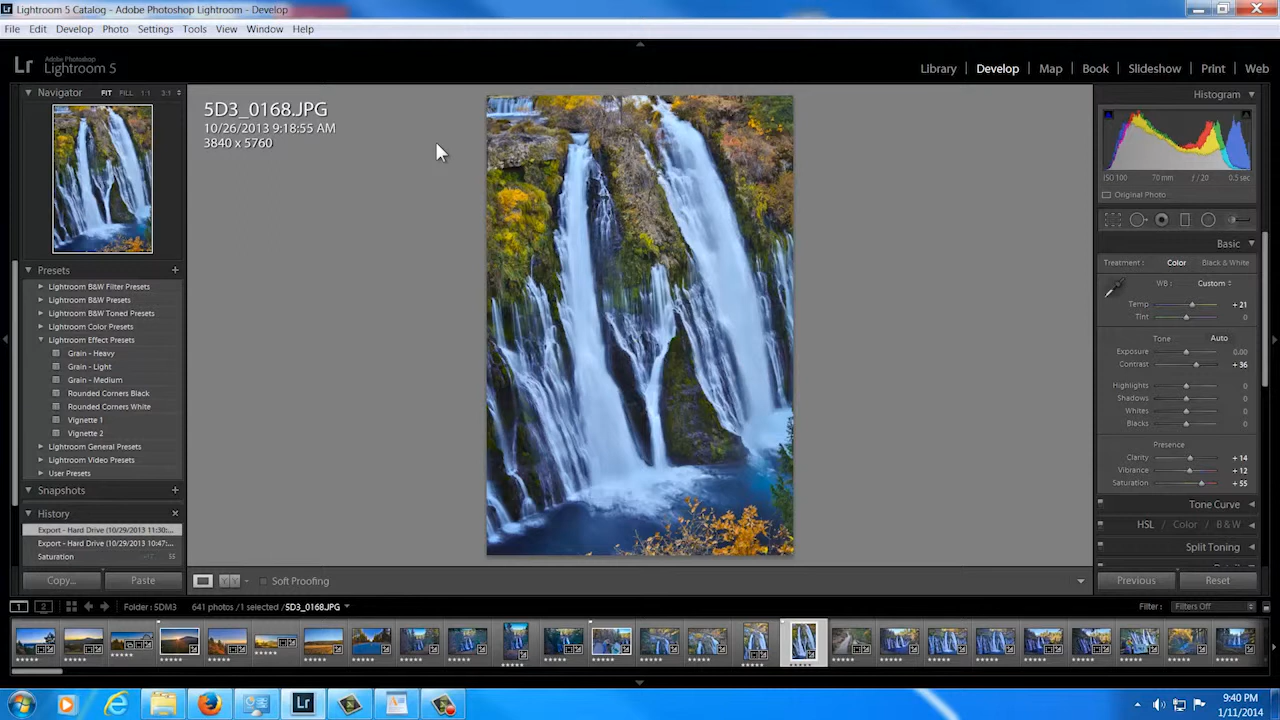 Lightroom 5 Catalog - Adobe Photoshop Lightroom - Develop
File Edit Develop Photo Settings Tools View Window Help
Lr ADOBE PHOTOSHOP
Lightroom 5
Library Develop Map Book Slideshow Print Web
Navigator FIT FILL 1:1 3:1
5D3_0168.JPG
10/26/2013 9:18:55 AM
3840 x 5760
Presets +
Lightroom B&W Filter Presets
Lightroom B&W Presets
Lightroom B&W Toned Presets
Lightroom Color Presets
Lightroom Effect Presets
Grain - Heavy
Grain - Light
Grain - Medium
Rounded Corners Black
Rounded Corners White
Vignette 1
Vignette 2
Lightroom General Presets
Lightroom Video Presets
User Presets
Snapshots +
History
Export - Hard Drive (10/29/2013 11:30:...
Export - Hard Drive (10/29/2013 10:47:...
Saturation 55
Copy... Paste
Soft Proofing
Histogram
ISO 100 70 mm f / 20 0.5 sec
Original Photo
Basic
Treatment : Color Black & White
WB : Custom
Temp + 21
Tint 0
Tone Auto
Exposure 0.00
Contrast + 36
Highlights 0
Shadows 0
Whites 0
Blacks 0
Presence
Clarity + 14
Vibrance + 12
Saturation + 55
Tone Curve
HSL / Color / B & W
Split Toning
Previous Reset
1 2 Folder : 5DM3 641 photos / 1 selected / 5D3_0168.JPG Filter : Filters Off
Lr
9:40 PM
1/11/2014